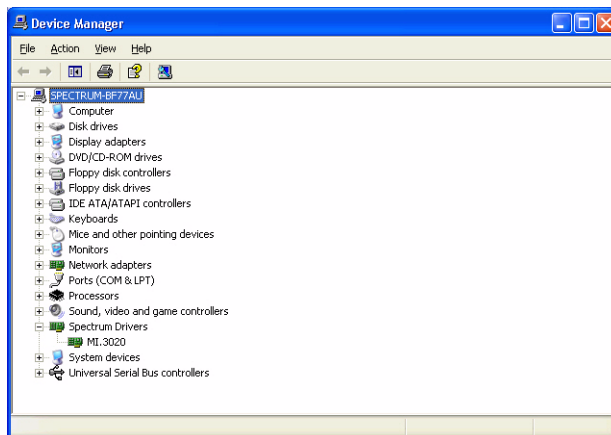 Device Manager
File Action View Help
SPECTRUM-BF77AU
Computer
Disk drives
Display adapters
DVD/CD-ROM drives
Floppy disk controllers
Floppy disk drives
IDE ATA/ATAPI controllers
Keyboards
Mice and other pointing devices
Monitors
Network adapters
Ports (COM & LPT)
Processors
Sound, video and game controllers
Spectrum Drivers
MI.3020
System devices
Universal Serial Bus controllers